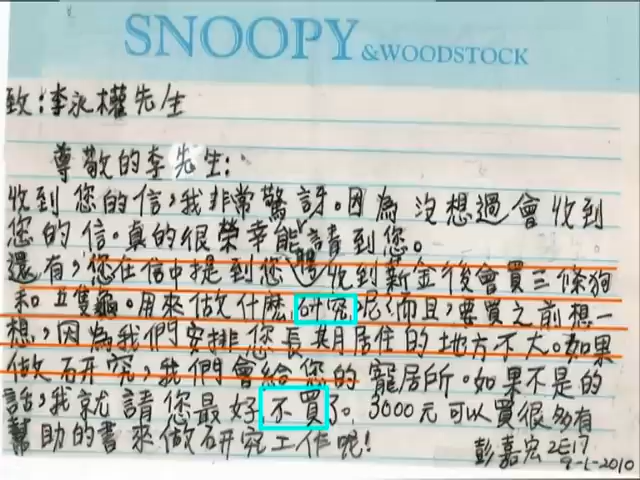 SNOOPY & WOODSTOCK
致:李永權先生
尊敬的李先生:
收到您的信,我非常驚訝。因為沒想過會收到
您的信。真的很榮幸能請到您。
還有,您在信中提到您將收到薪金後會買三條狗
和五隻龜。用來做什麼研究呢?而且,要買之前想一
想,因為我們安排您長期居住的地方不大。如果
做研究,我們會給您的寵居所。如果不是的
話,我就請您最好不買了。3000元可以買很多有
幫助的書來做研究工作呢!
彭嘉宏 2E17
9-1-2010